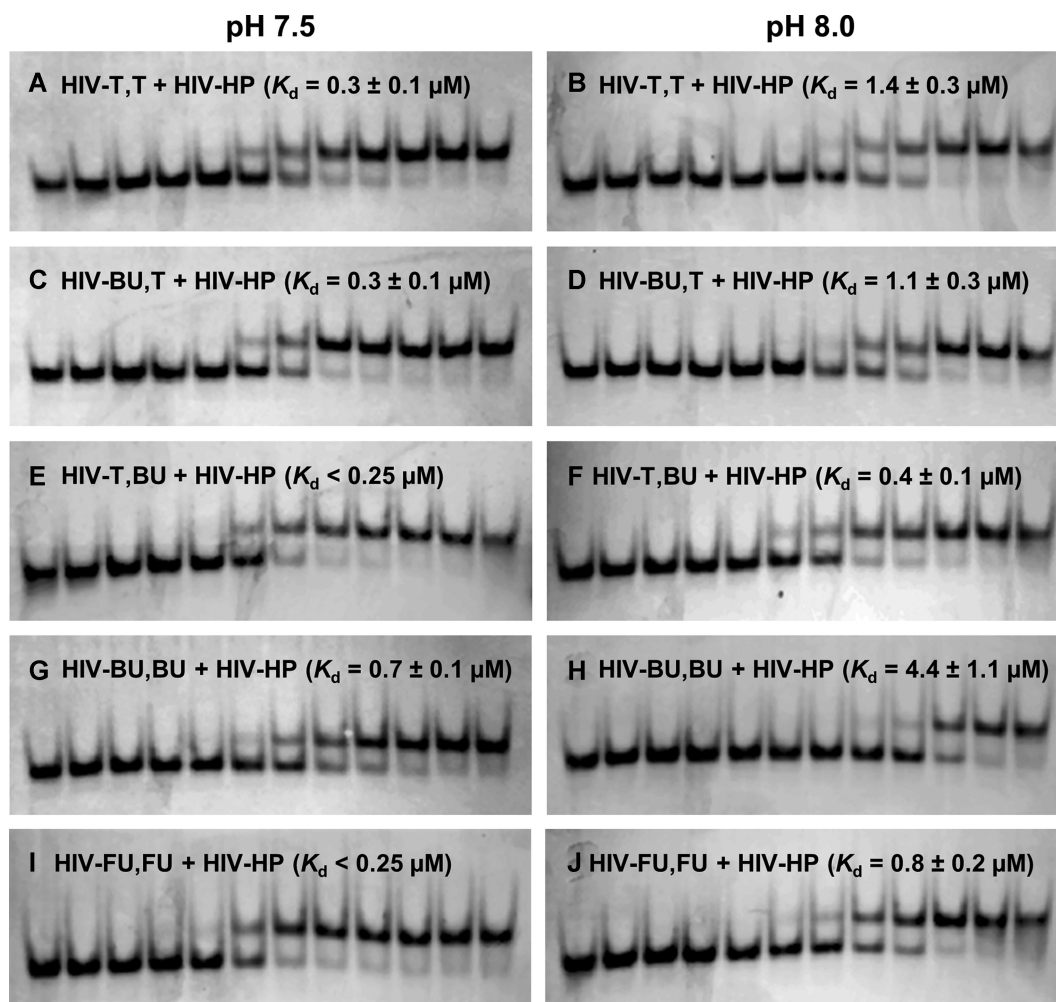 pH 7.5 pH 8.0
A HIV-T,T + HIV-HP (Kd = 0.3 ± 0.1 µM)
B HIV-T,T + HIV-HP (Kd = 1.4 ± 0.3 µM)
C HIV-BU,T + HIV-HP (Kd = 0.3 ± 0.1 µM)
D HIV-BU,T + HIV-HP (Kd = 1.1 ± 0.3 µM)
E HIV-T,BU + HIV-HP (Kd < 0.25 µM)
F HIV-T,BU + HIV-HP (Kd = 0.4 ± 0.1 µM)
G HIV-BU,BU + HIV-HP (Kd = 0.7 ± 0.1 µM)
H HIV-BU,BU + HIV-HP (Kd = 4.4 ± 1.1 µM)
I HIV-FU,FU + HIV-HP (Kd < 0.25 µM)
J HIV-FU,FU + HIV-HP (Kd = 0.8 ± 0.2 µM)